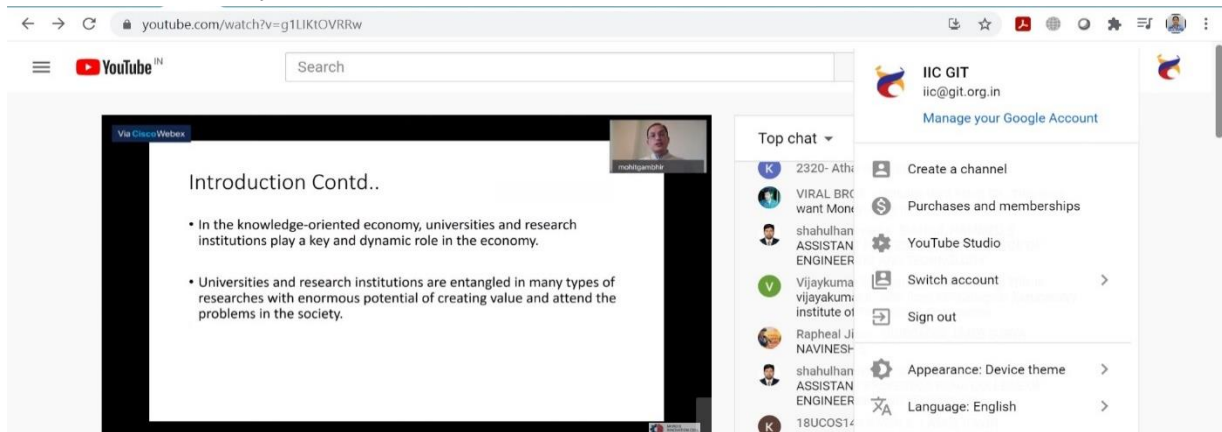 youtube.com/watch?v=g1LIKtOVRRw
YouTube IN
Search
Via Cisco Webex
mohitgambhir
Introduction Contd..
• In the knowledge-oriented economy, universities and research
institutions play a key and dynamic role in the economy.
• Universities and research institutions are entangled in many types of
researches with enormous potential of creating value and attend the
problems in the society.
Top chat
K
2320- Atha
VIRAL BRO
want Mone
shahulhan
ASSISTAN
ENGINEER
V
Vijaykuma
vijayakuma
institute of
Rapheal Ji
NAVINESH
shahulhan
ASSISTAN
ENGINEER
K
18UCOS14
IIC GIT
iic@git.org.in
Manage your Google Account
Create a channel
Purchases and memberships
YouTube Studio
Switch account
Sign out
Appearance: Device theme
Language: English